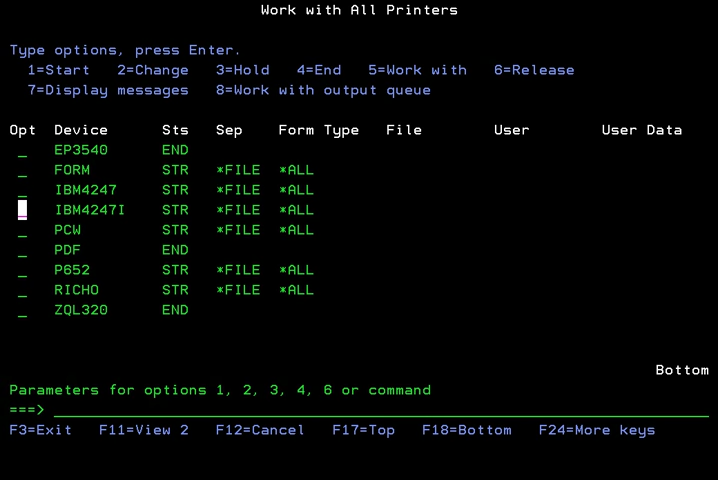 Work with All Printers
Type options, press Enter.
1=Start   2=Change   3=Hold   4=End   5=Work with   6=Release
7=Display messages   8=Work with output queue
Opt  Device      Sts   Sep    Form Type   File        User        User Data
_   EP3540      END
_   FORM        STR   *FILE  *ALL
_   IBM4247     STR   *FILE  *ALL
_   IBM4247I    STR   *FILE  *ALL
_   PCW         STR   *FILE  *ALL
_   PDF         END
_   P652        STR   *FILE  *ALL
_   RICHO       STR   *FILE  *ALL
_   ZQL320      END
Bottom
Parameters for options 1, 2, 3, 4, 6 or command
===>
F3=Exit   F11=View 2   F12=Cancel   F17=Top   F18=Bottom   F24=More keys